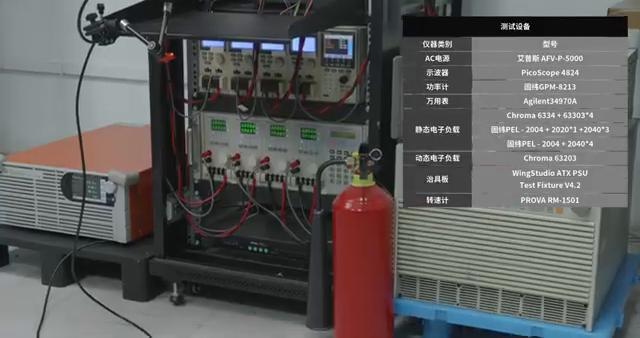 测试设备
仪器类别 型号
AC电源 艾普斯 AFV-P-5000
示波器 PicoScope 4824
功率计 固纬GPM-8213
万用表 Agilent34970A
静态电子负载 Chroma 6334 + 63303*4
固纬PEL - 2004 + 2020*1 +2040*3
固纬PEL - 2004 + 2040*4
动态电子负载 Chroma 63203
治具板 WingStudio ATX PSU
Test Fixture V4.2
转速计 PROVA RM-1501